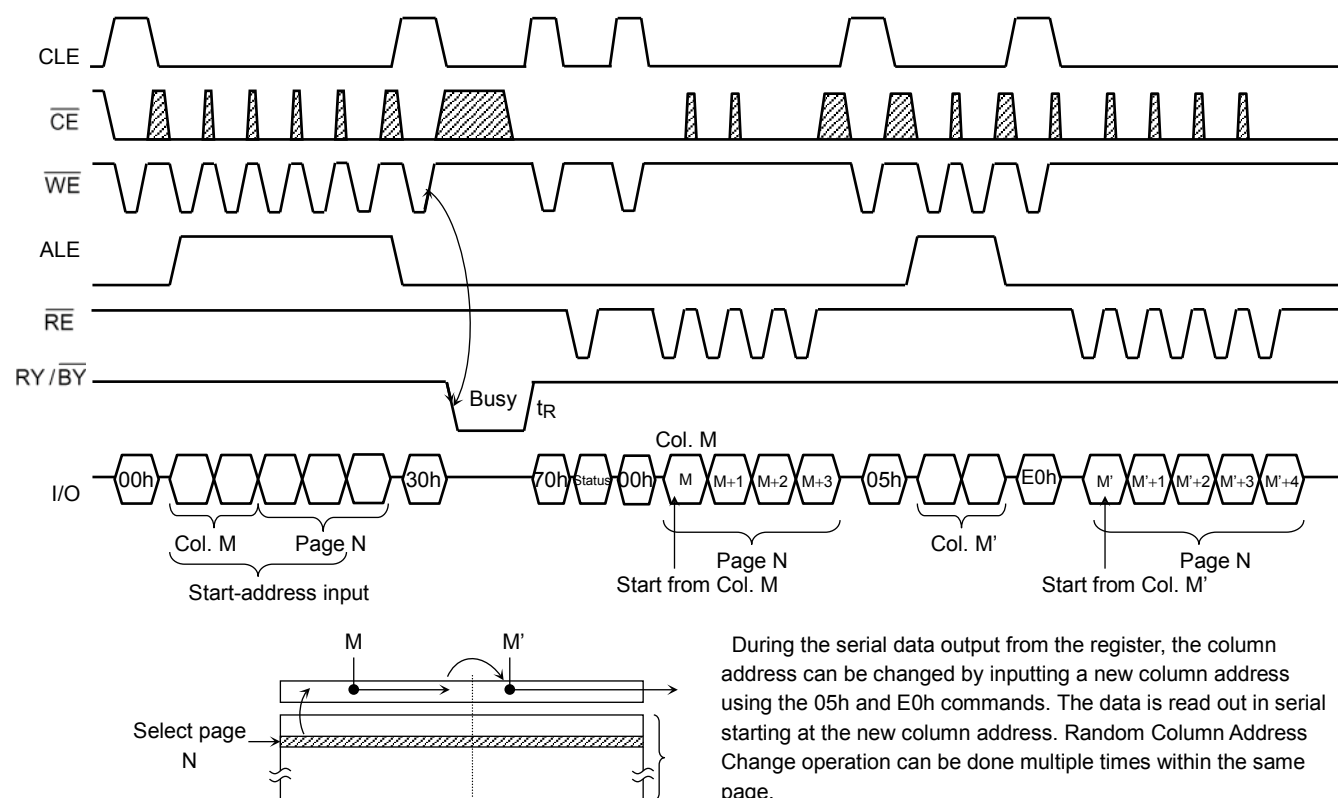 CLE
CE
WE
ALE
RE
RY / BY
Busy
tR
Col. M
I/O
00h
30h
70h
Status
00h
M
M+1
M+2
M+3
05h
E0h
M'
M'+1
M'+2
M'+3
M'+4
Col. M
Page N
Start-address input
Page N
Start from Col. M
Col. M’
Page N
Start from Col. M’
M
M’
Select page
N
During the serial data output from the register, the column
address can be changed by inputting a new column address
using the 05h and E0h commands. The data is read out in serial
starting at the new column address. Random Column Address
Change operation can be done multiple times within the same
page.